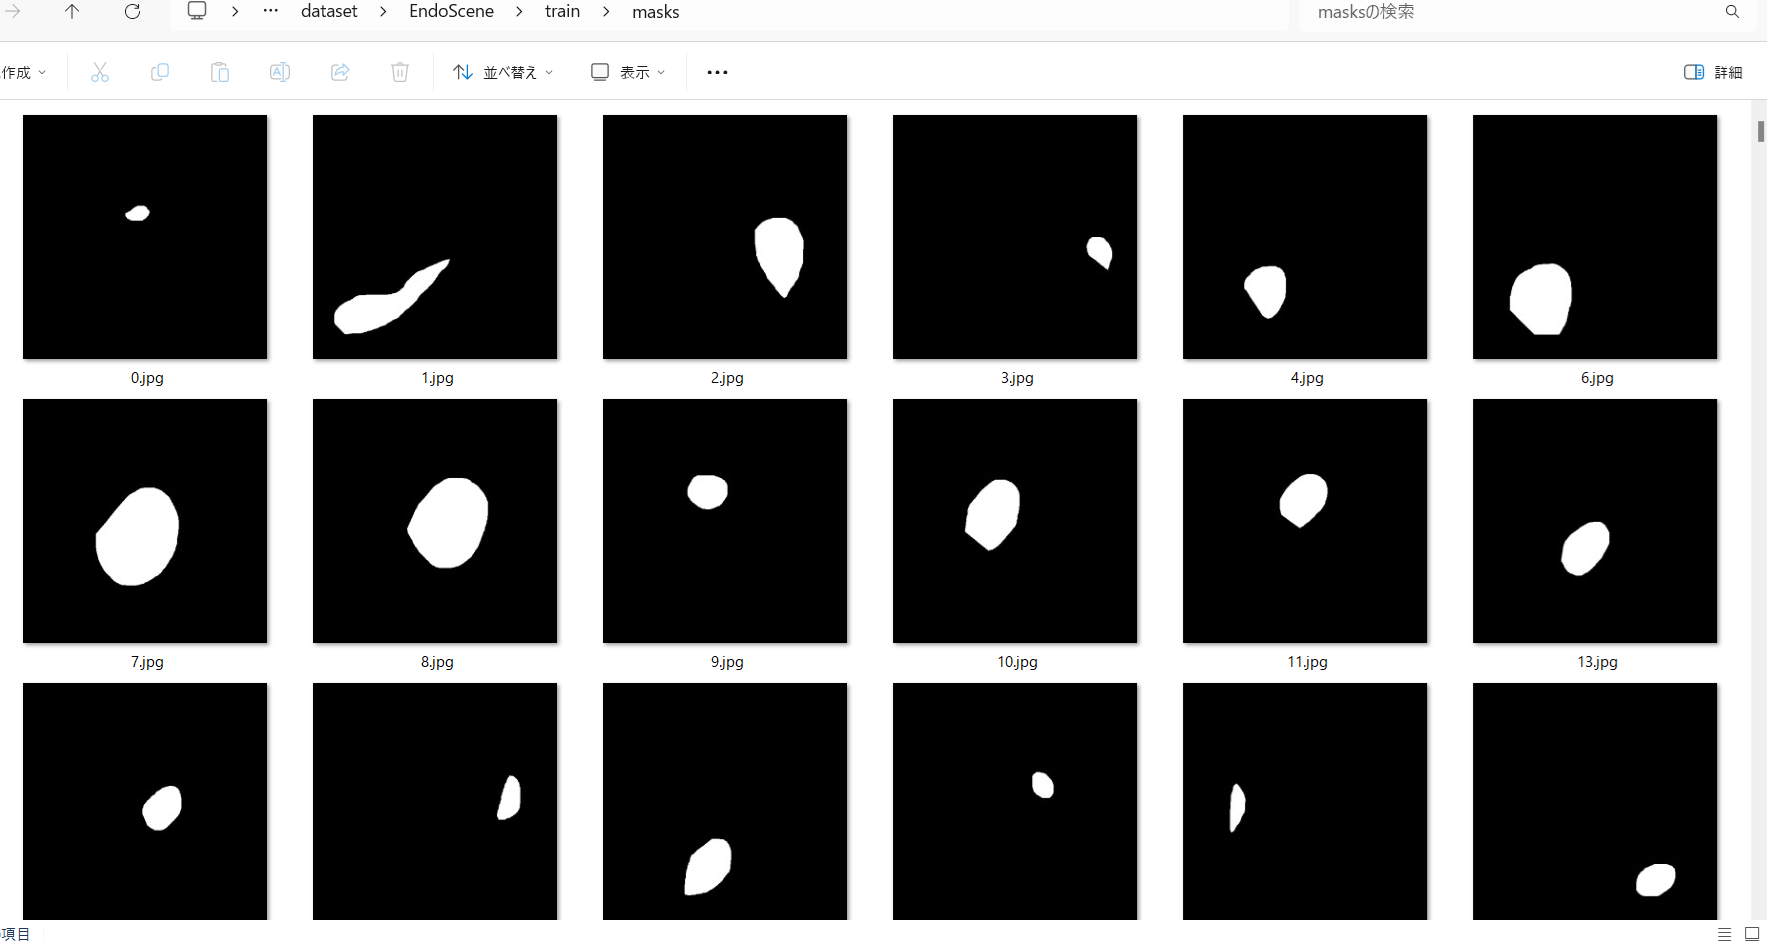 dataset EndoScene train masks masksの検索
作成 並べ替え 表示 詳細
0.jpg 1.jpg 2.jpg 3.jpg 4.jpg 6.jpg
7.jpg 8.jpg 9.jpg 10.jpg 11.jpg 13.jpg
項目